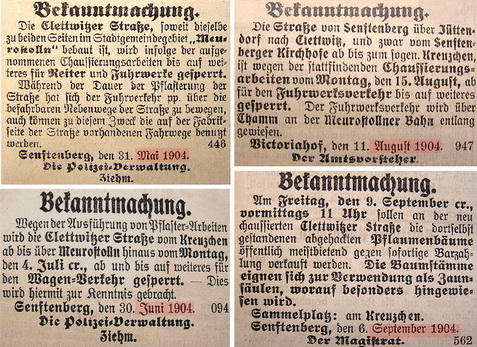 Bekanntmachung.
Die Clettwitzer Straße, soweit dieselbe
zu beiden Seiten im Stadtgemeindegebiet „Meu-
rostolln" bebaut ist, wird infolge der aufge-
nommenen Chaussierungsarbeiten bis auf wei-
teres für Reiter und Fuhrwerke gesperrt.
Während der Dauer der Pflasterung
der Straße hat sich der Fuhrverkehr pp. über die
befahrbaren Nebenwege der Straße zu bewegen,
auch können zu diesem Zweck die auf der Fabrik-
seite der Straße vorhandenen Fahrwege benutzt
werden. 446
Senftenberg, den 31. Mai 1904.
Die Polizei-Verwaltung.
Ziehm.
Bekanntmachung.
Die Straße von Senftenberg über Jütten-
dorf nach Clettwitz, und zwar vom Senften-
berger Kirchhofe ab bis zum sogen. Kreuzchen,
ist wegen der stattfindenden Chaussierungs-
arbeiten vom Montag, den 15. August, ab
für den Fuhrwerksverkehr bis auf weiteres
gesperrt. Der Fuhrwerksverkehr wird über
Thamm an der Meurostollner Bahn entlang
gewiesen.
Victoriahof, den 11. August 1904. 947
Der Amtsvorsteher.
Bekanntmachung.
Wegen der Ausführung von Pflaster-Arbeiten
wird die Clettwitzer Straße vom Kreuzchen
ab bis über Meurostolln hinaus vom Montag,
den 4. Juli cr., ab und bis auf weiteres für
den Wagen-Verkehr gesperrt. — Dies
wird hiermit zur Kenntnis gebracht.
Senftenberg, den 30. Juni 1904. 094
Die Polizei-Verwaltung.
Ziehm.
Bekanntmachung.
Am Freitag, den 9. September cr.,
vormittags 11 Uhr sollen an der neu
chaussierten Clettwitzer Straße die dortselbst
gestandenen abgehackten Pflaumenbäume
öffentlich meistbietend gegen sofortige Barzah-
lung verkauft werden. Die Baumstämme
eignen sich zur Verwendung als Zaun-
säulen, worauf besonders hingewie-
sen wird.
Sammelplatz: am Kreuzchen.
Senftenberg, den 6. September 1904.
Der Magistrat. 562